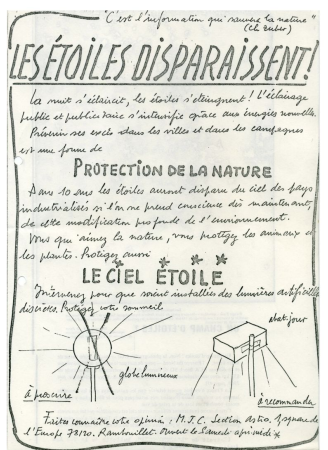 "C'est l'information qui sauvera la nature"
LES ÉTOILES DISPARAISSENT!
La nuit s'éclaircit, les étoiles s'éteignent! L'éclairage
public et publicitaire s'intensifie grâce aux énergies nouvelles.
Prévenir ses excès dans les villes et dans les campagnes
est une forme de
PROTECTION DE LA NATURE
Dans 10 ans les étoiles auront disparu du ciel des pays
industrialisés si l'on ne prend conscience dès maintenant,
de cette modification profonde de l'environnement.
Vous qui aimez la nature, vous protégez les animaux et
les plantes. Protégez aussi
LE CIEL ÉTOILÉ
Intervenez pour que soient installées des lumières artificielles
discrètes. Protégez votre sommeil
abat-jour
globe lumineux
à proscrire
à recommander
Faites connaître votre opinion : M.J.C. Section Astro. 1 square de
l'Europe 78120. Rambouillet. Ouvert le Samedi après-midi